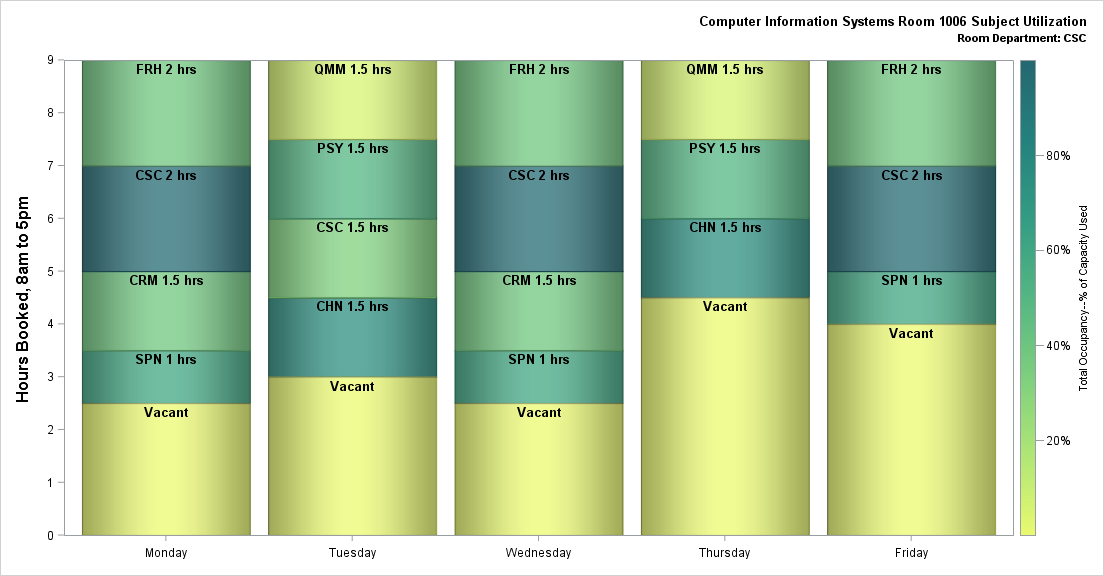 Computer Information Systems Room 1006 Subject Utilization
Room Department: CSC
Hours Booked, 8am to 5pm
9
8
7
6
5
4
3
2
1
0
FRH 2 hrs
CSC 2 hrs
CRM 1.5 hrs
SPN 1 hrs
Vacant
Monday
QMM 1.5 hrs
PSY 1.5 hrs
CSC 1.5 hrs
CHN 1.5 hrs
Vacant
Tuesday
FRH 2 hrs
CSC 2 hrs
CRM 1.5 hrs
SPN 1 hrs
Vacant
Wednesday
QMM 1.5 hrs
PSY 1.5 hrs
CHN 1.5 hrs
Vacant
Thursday
FRH 2 hrs
CSC 2 hrs
SPN 1 hrs
Vacant
Friday
80%
60%
40%
20%
Total Occupancy--% of Capacity Used